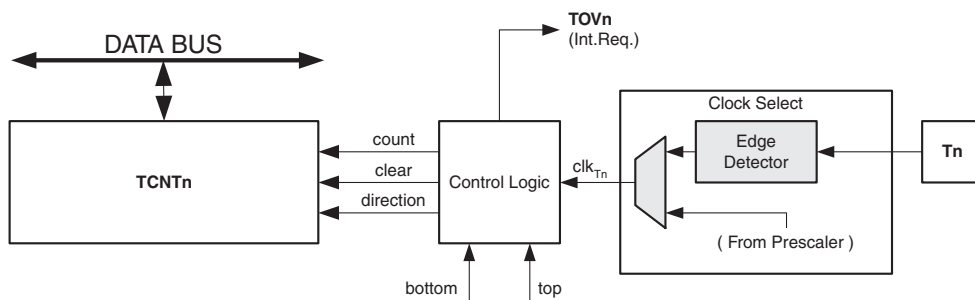 TOVn
(Int.Req.)
DATA BUS
Clock Select
count
Edge
Detector
Tn
TCNTn
clear
Control Logic
clkTn
direction
( From Prescaler )
bottom
top